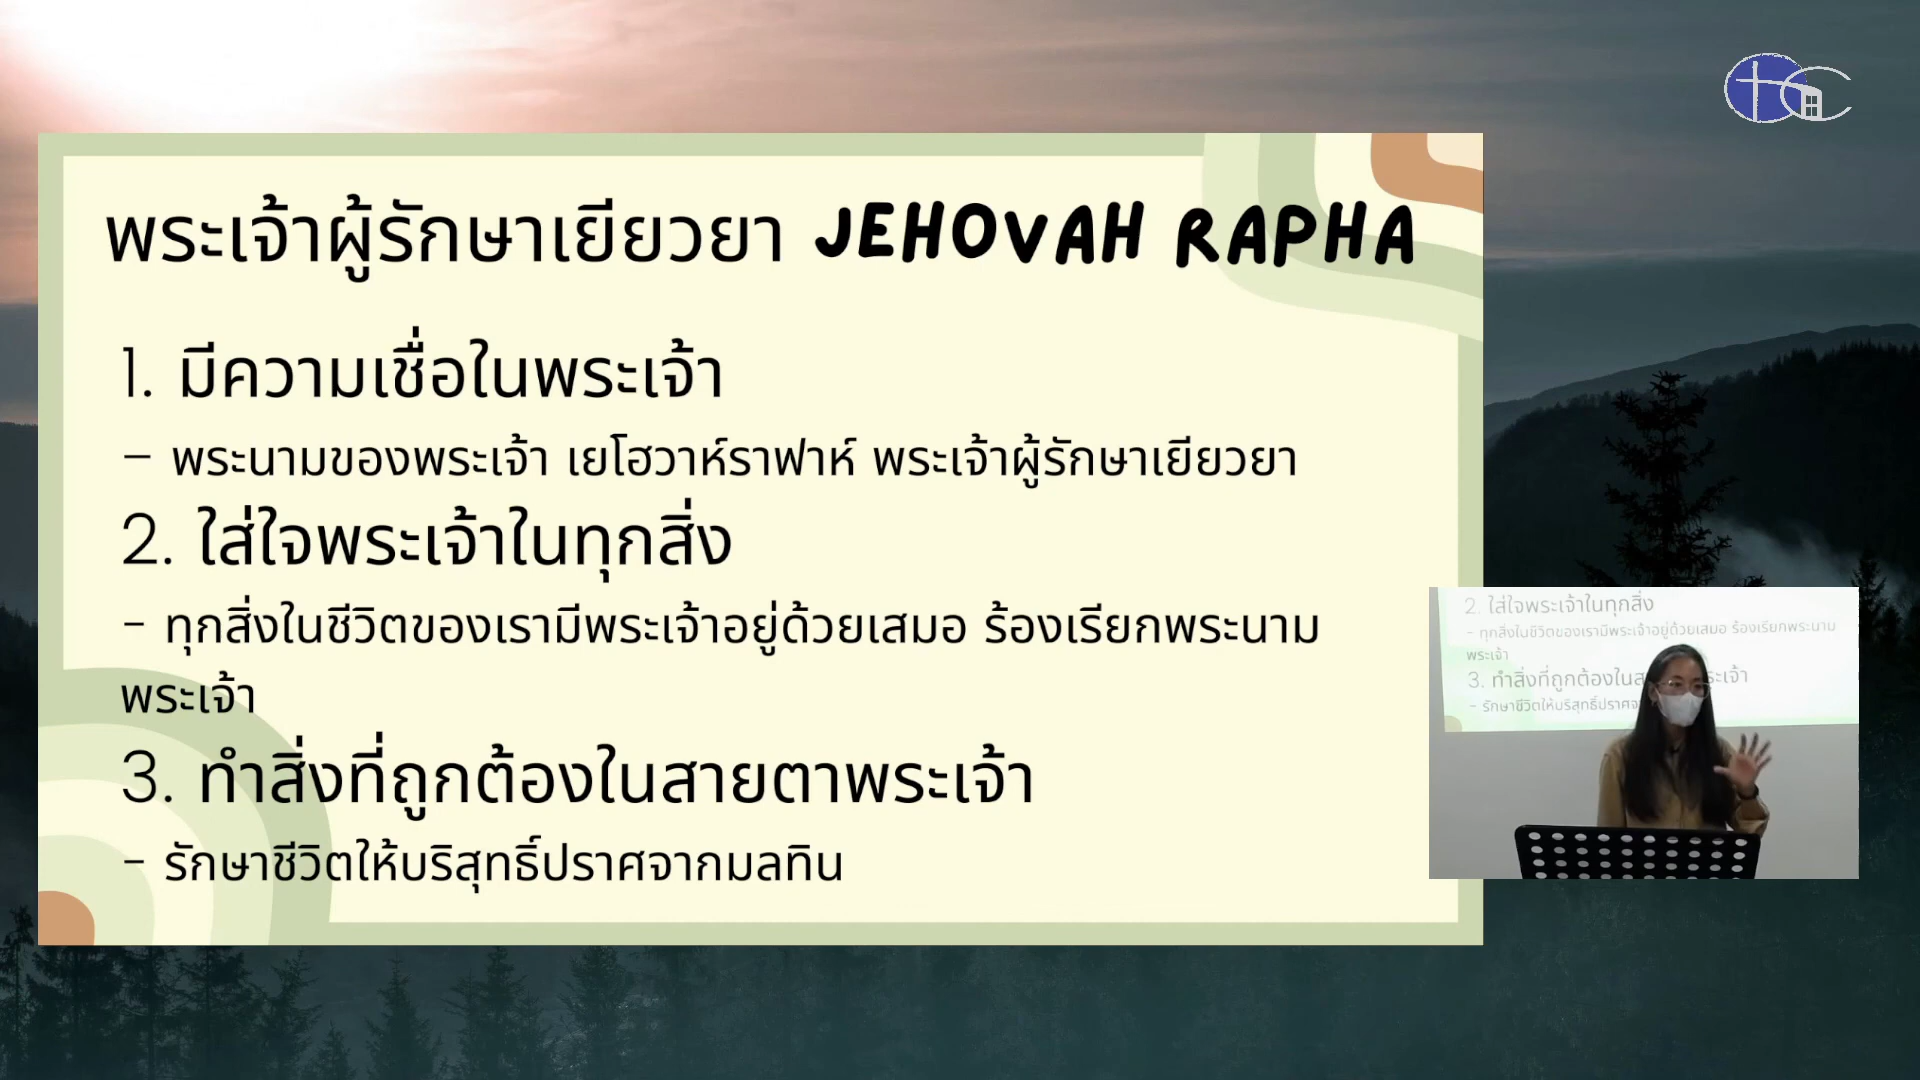 พระเจ้าผู้รักษาเยียวยา JEHOVAH RAPHA
1. มีความเชื่อในพระเจ้า
– พระนามของพระเจ้า เยโฮวาห์ราฟาห์ พระเจ้าผู้รักษาเยียวยา
2. ใส่ใจพระเจ้าในทุกสิ่ง
– ทุกสิ่งในชีวิตของเรามีพระเจ้าอยู่ด้วยเสมอ ร้องเรียกพระนาม
พระเจ้า
3. ทำสิ่งที่ถูกต้องในสายตาพระเจ้า
– รักษาชีวิตให้บริสุทธิ์ปราศจากมลทิน
2. ใส่ใจพระเจ้าในทุกสิ่ง
– ทุกสิ่งในชีวิตของเรามีพระเจ้าอยู่ด้วยเสมอ ร้องเรียกพระนาม
พระเจ้า
3. ทำสิ่งที่ถูกต้องในส ระเจ้า
– รักษาชีวิตให้บริสุทธิ์ปราศจ